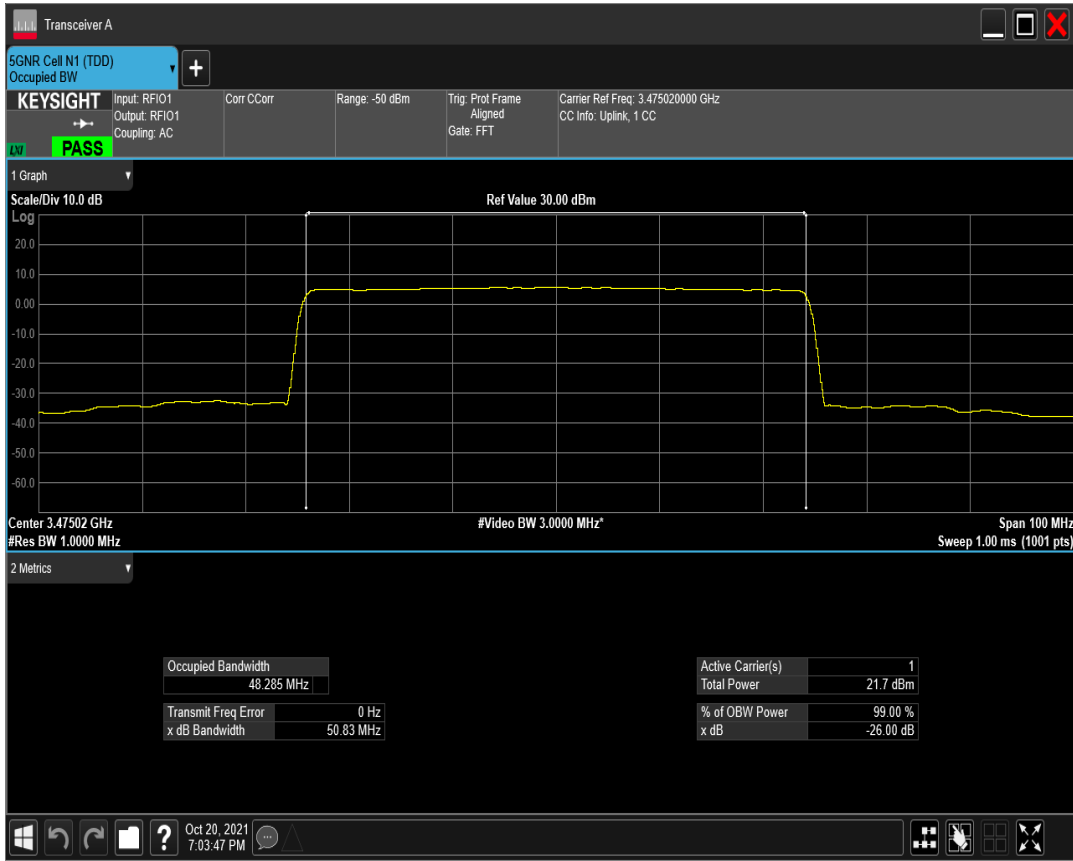 Transceiver A
5GNR Cell N1 (TDD)
Occupied BW
+
KEYSIGHT
LXI
PASS
Input: RFIO1
Output: RFIO1
Coupling: AC
Corr CCorr
Range: -50 dBm
Trig: Prot Frame
Aligned
Gate: FFT
Carrier Ref Freq: 3.475020000 GHz
CC Info: Uplink, 1 CC
1 Graph
Scale/Div 10.0 dB
Ref Value 30.00 dBm
Log
20.0
10.0
0.00
-10.0
-20.0
-30.0
-40.0
-50.0
-60.0
Center 3.47502 GHz
#Video BW 3.0000 MHz*
Span 100 MHz
#Res BW 1.0000 MHz
Sweep 1.00 ms (1001 pts)
2 Metrics
Occupied Bandwidth
48.285 MHz
Transmit Freq Error 0 Hz
x dB Bandwidth 50.83 MHz
Active Carrier(s) 1
Total Power 21.7 dBm
% of OBW Power 99.00 %
x dB -26.00 dB
?
Oct 20, 2021
7:03:47 PM